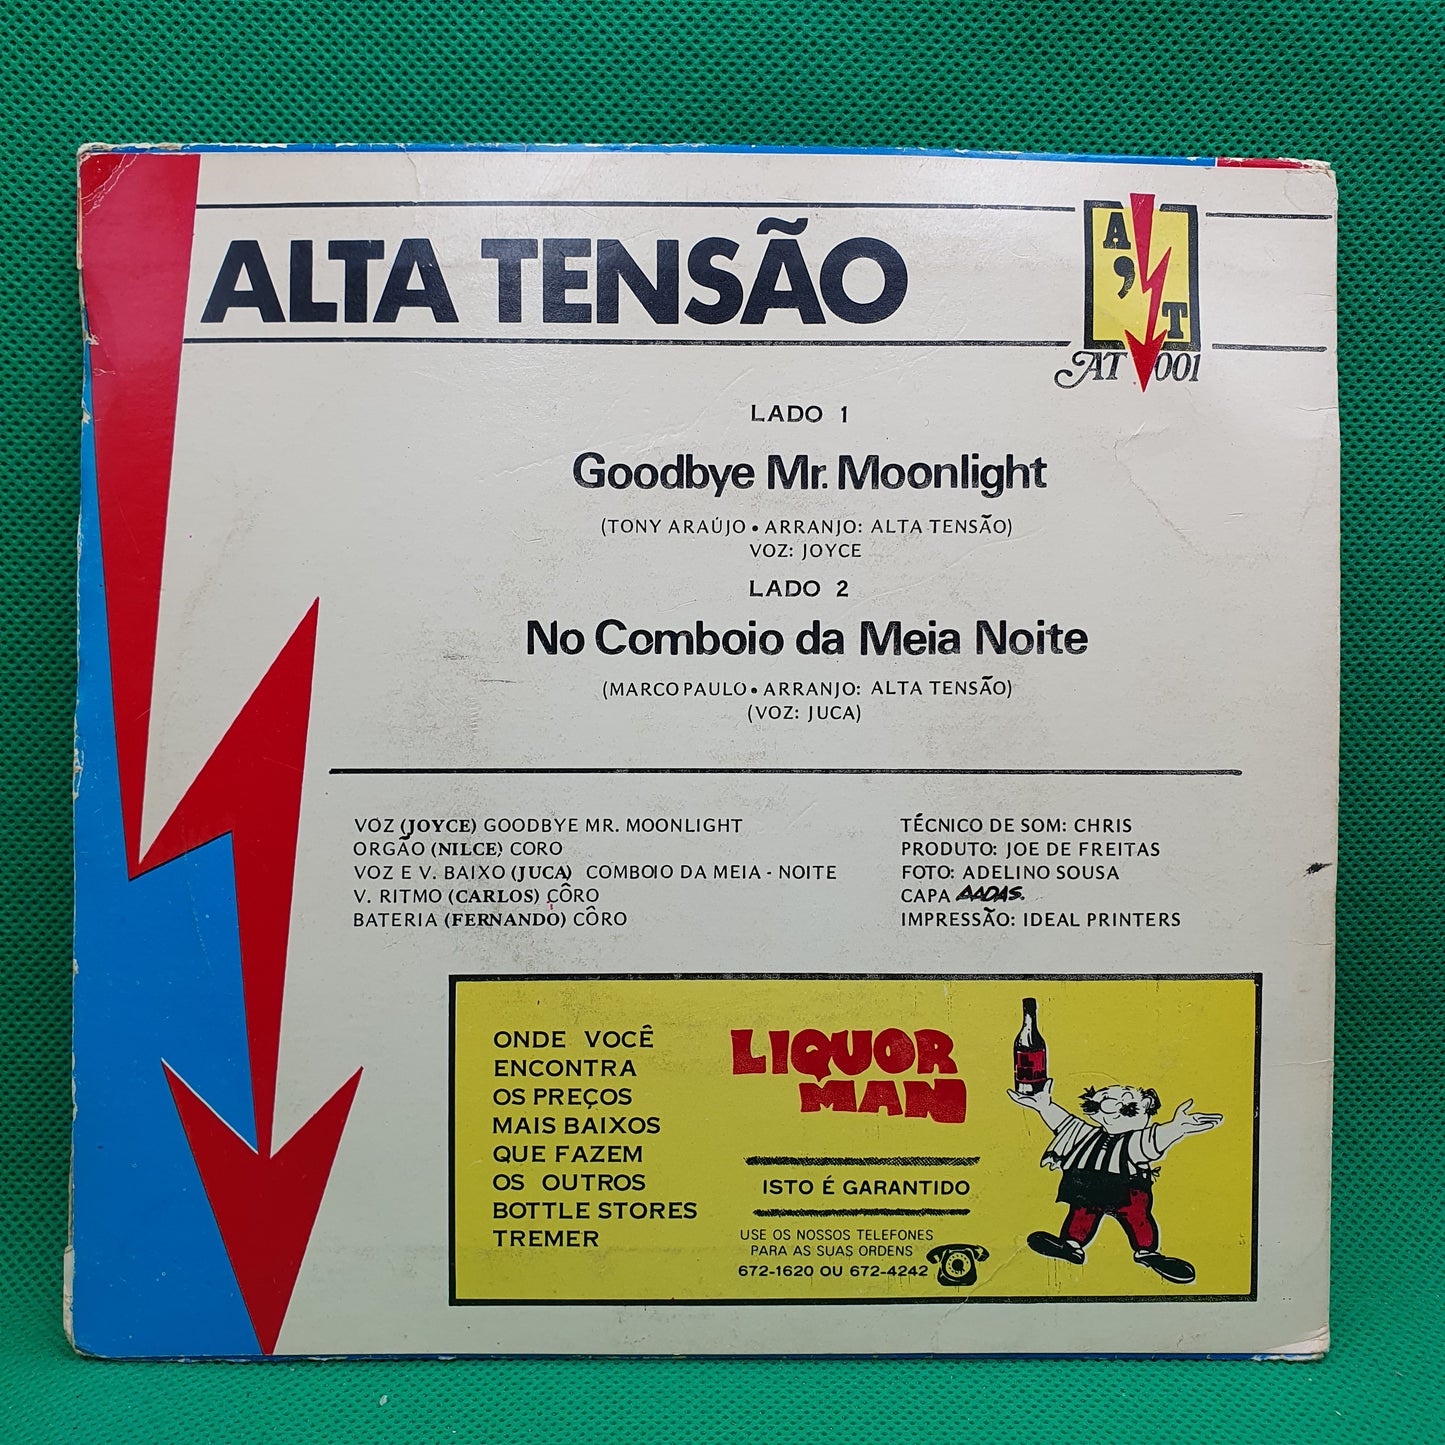 ALTA TENSÃO
A'T
AT 001
LADO 1
Goodbye Mr. Moonlight
(TONY ARAÚJO • ARRANJO: ALTA TENSÃO)
VOZ: JOYCE
LADO 2
No Comboio da Meia Noite
(MARCO PAULO • ARRANJO: ALTA TENSÃO)
(VOZ: JUCA)
VOZ (JOYCE) GOODBYE MR. MOONLIGHT
ORGÃO (NILCE) CORO
VOZ E V. BAIXO (JUCA) COMBOIO DA MEIA - NOITE
V. RITMO (CARLOS) CÔRO
BATERIA (FERNANDO) CÔRO
TÉCNICO DE SOM: CHRIS
PRODUTO: JOE DE FREITAS
FOTO: ADELINO SOUSA
CAPA
IMPRESSÃO: IDEAL PRINTERS
ONDE VOCÊ
ENCONTRA
OS PREÇOS
MAIS BAIXOS
QUE FAZEM
OS OUTROS
BOTTLE STORES
TREMER
LIQUOR
MAN
ISTO É GARANTIDO
USE OS NOSSOS TELEFONES
PARA AS SUAS ORDENS
672-1620 OU 672-4242